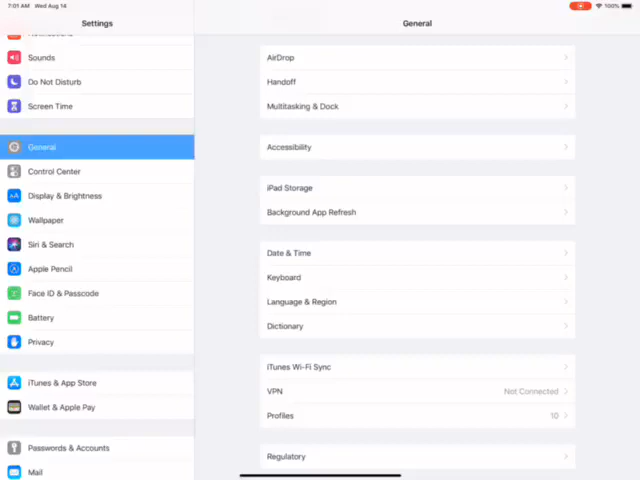 7:01 AM Wed Aug 14
100%
Settings
General
Notifications
Sounds
Do Not Disturb
Screen Time
General
Control Center
Display & Brightness
Wallpaper
Siri & Search
Apple Pencil
Face ID & Passcode
Battery
Privacy
iTunes & App Store
Wallet & Apple Pay
Passwords & Accounts
Mail
AirDrop
Handoff
Multitasking & Dock
Accessibility
iPad Storage
Background App Refresh
Date & Time
Keyboard
Language & Region
Dictionary
iTunes Wi-Fi Sync
VPN Not Connected
Profiles 10
Regulatory